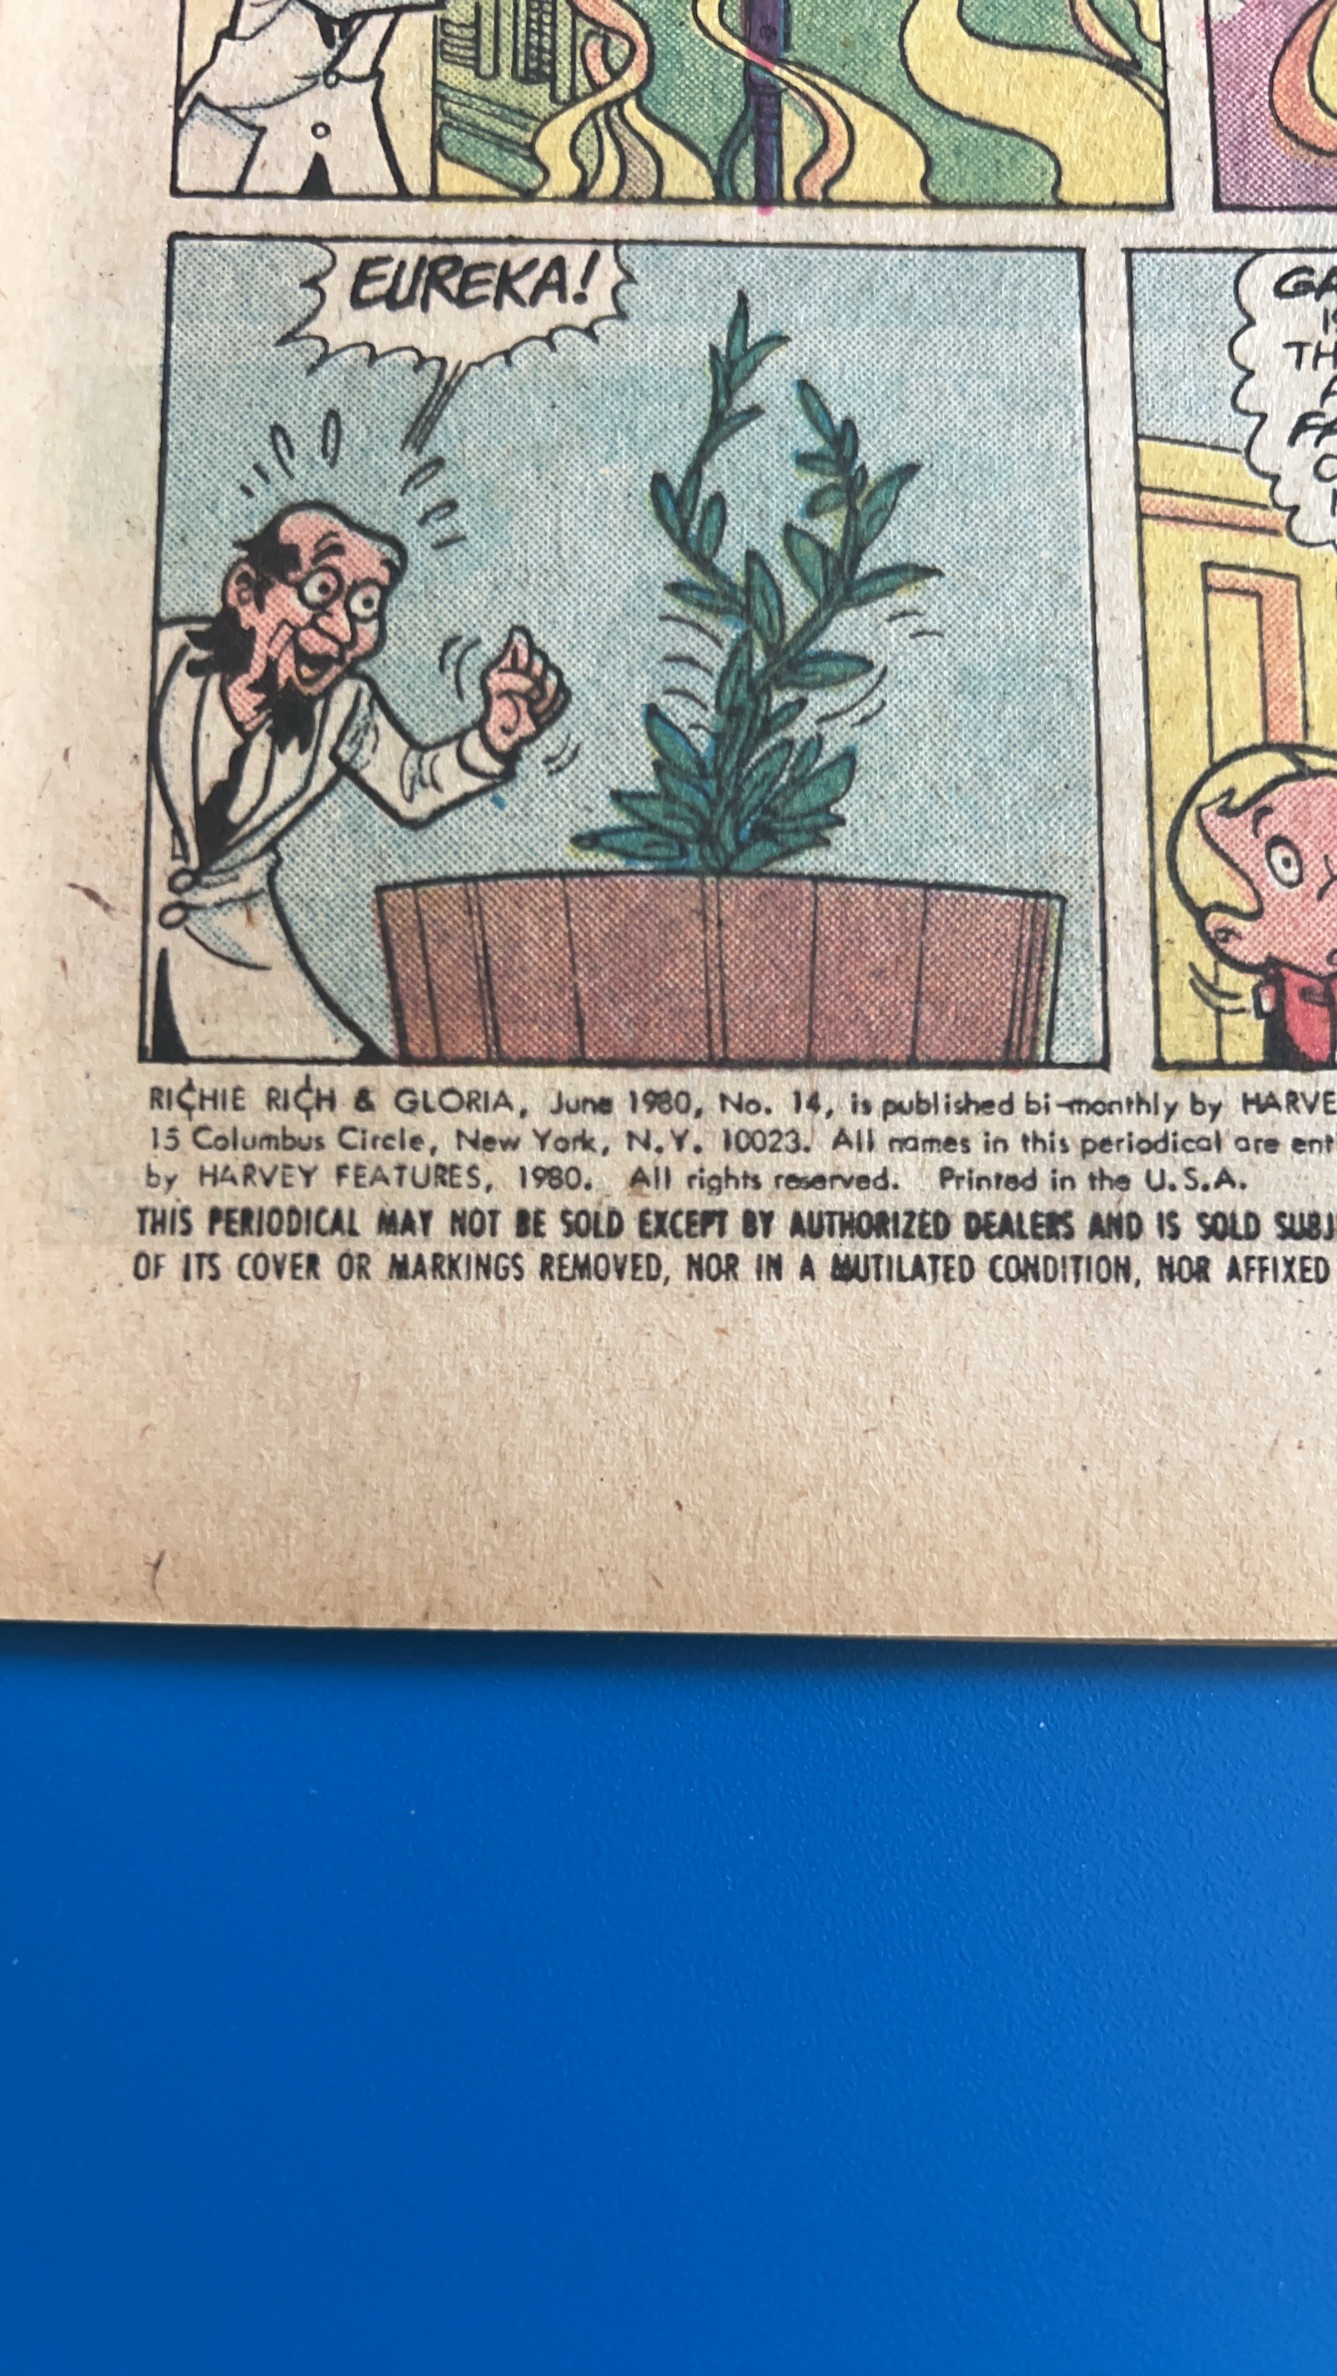 EUREKA!
RI¢HIE RI¢H & GLORIA, June 1980, No. 14, is published bi-monthly by
15 Columbus Circle, New York, N.Y. 10023. All names in this periodical are
by HARVEY FEATURES, 1980. All rights reserved. Printed in the U.S.A.
THIS PERIODICAL MAY NOT BE SOLD EXCEPT BY AUTHORIZED DEALERS AND IS SOLD
OF ITS COVER OR MARKINGS REMOVED, NOR IN A MUTILATED CONDITION, NOR AFFIXED